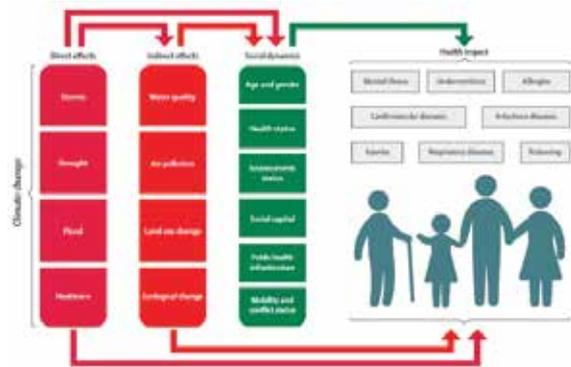 Direct effects
Indirect effects
Social dynamics
Health impact
Climate change
Storms
Drought
Flood
Heatwave
Water quality
Air pollution
Land use change
Ecological change
Age and gender
Health status
Socioeconomic
status
Social capital
Public health
infrastructure
Mobility and
conflict status
Mental illness
Undernutrition
Allergies
Cardiovascular diseases
Infectious diseases
Injuries
Respiratory diseases
Poisoning